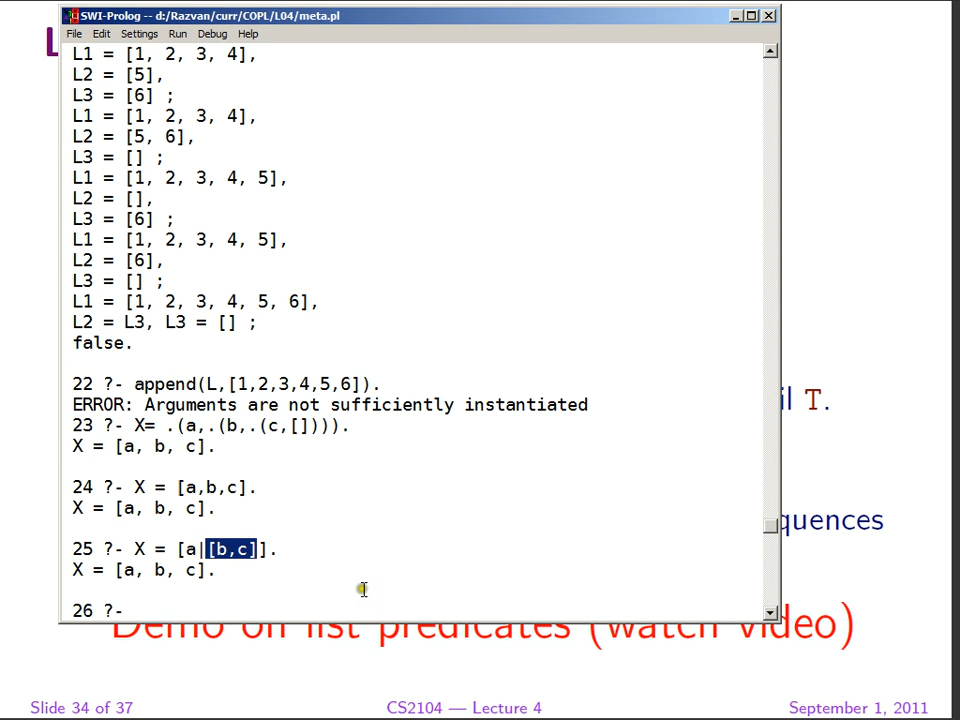 L
SWI-Prolog -- d:/Razvan/curr/COPL/L04/meta.pl
File Edit Settings Run Debug Help
L1 = [1, 2, 3, 4],
L2 = [5],
L3 = [6] ;
L1 = [1, 2, 3, 4],
L2 = [5, 6],
L3 = [] ;
L1 = [1, 2, 3, 4, 5],
L2 = [],
L3 = [6] ;
L1 = [1, 2, 3, 4, 5],
L2 = [6],
L3 = [] ;
L1 = [1, 2, 3, 4, 5, 6],
L2 = L3, L3 = [] ;
false.
22 ?- append(L,[1,2,3,4,5,6]).
ERROR: Arguments are not sufficiently instantiated
il T.
23 ?- X= .(a,.(b,.(c,[]))).
X = [a, b, c].
24 ?- X = [a,b,c].
X = [a, b, c].
quences
25 ?- X = [a|[b,c]].
X = [a, b, c].
26 ?-
Demo on list predicates (watch video)
Slide 34 of 37 CS2104 — Lecture 4 September 1, 2011